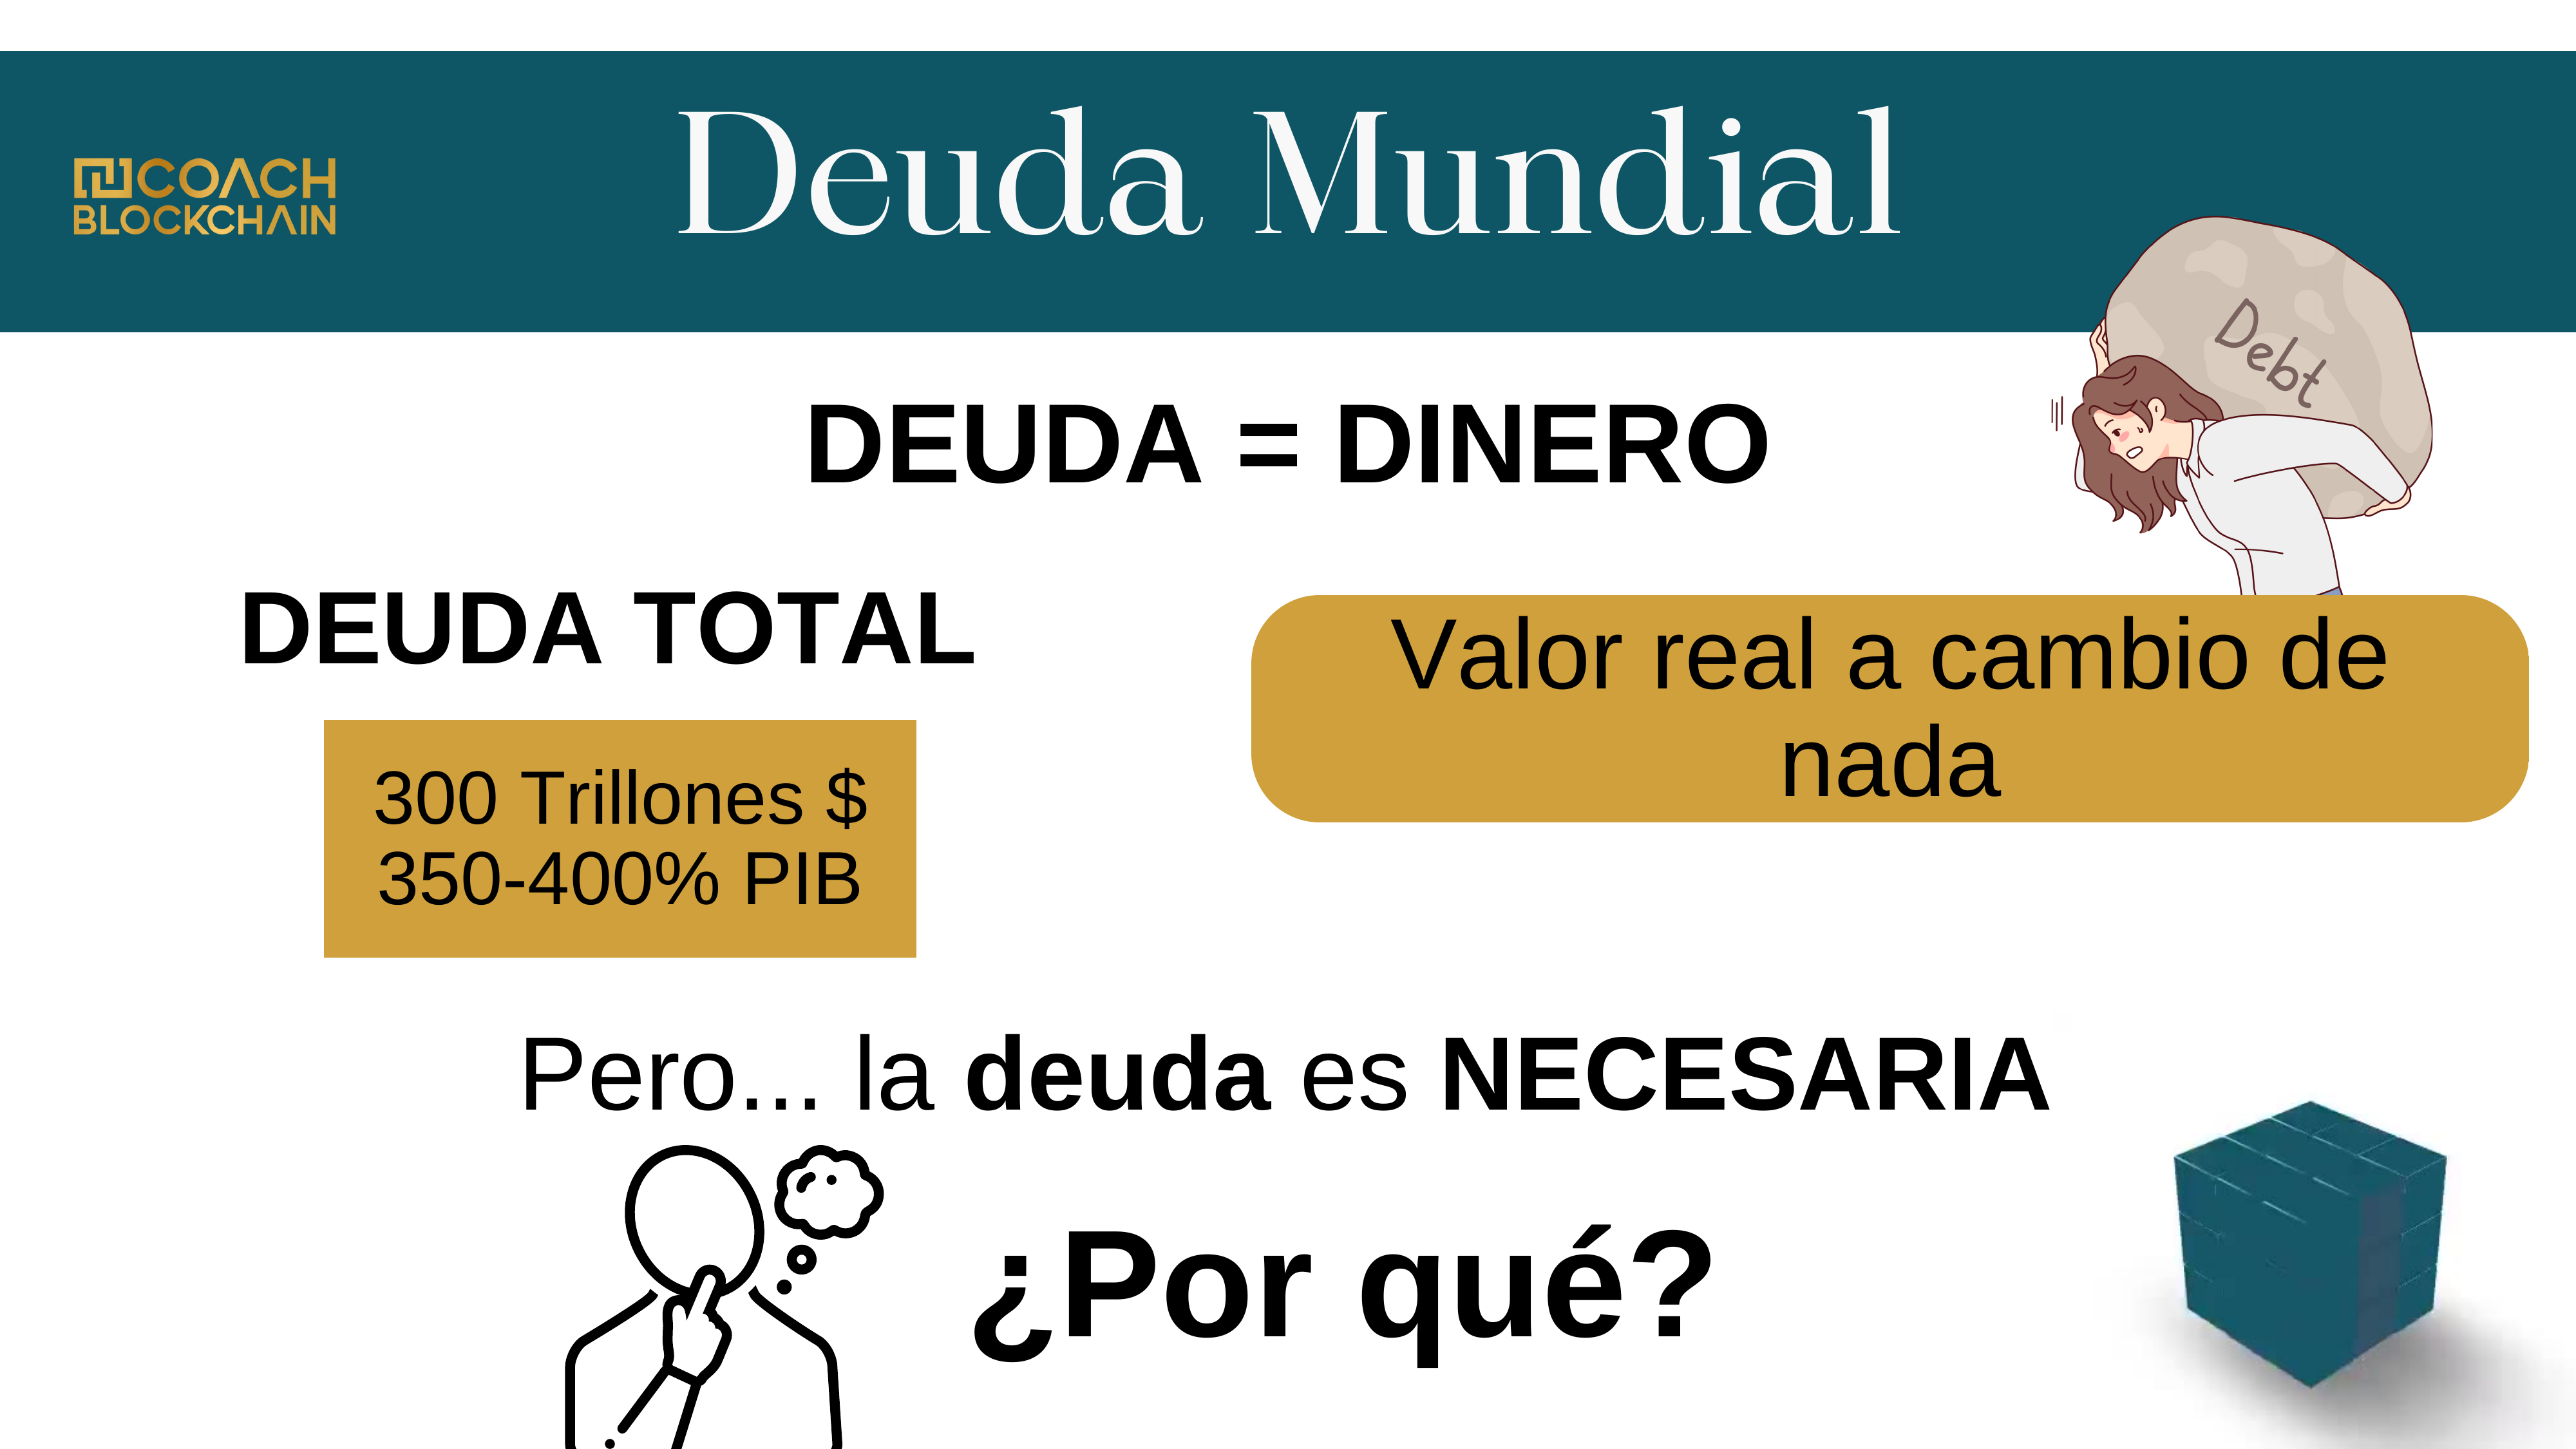 COACH
BLOCKCHAIN
Deuda Mundial
Debt
DEUDA = DINERO
DEUDA TOTAL
300 Trillones $
350-400% PIB
Valor real a cambio de
nada
Pero... la deuda es NECESARIA
¿Por qué?